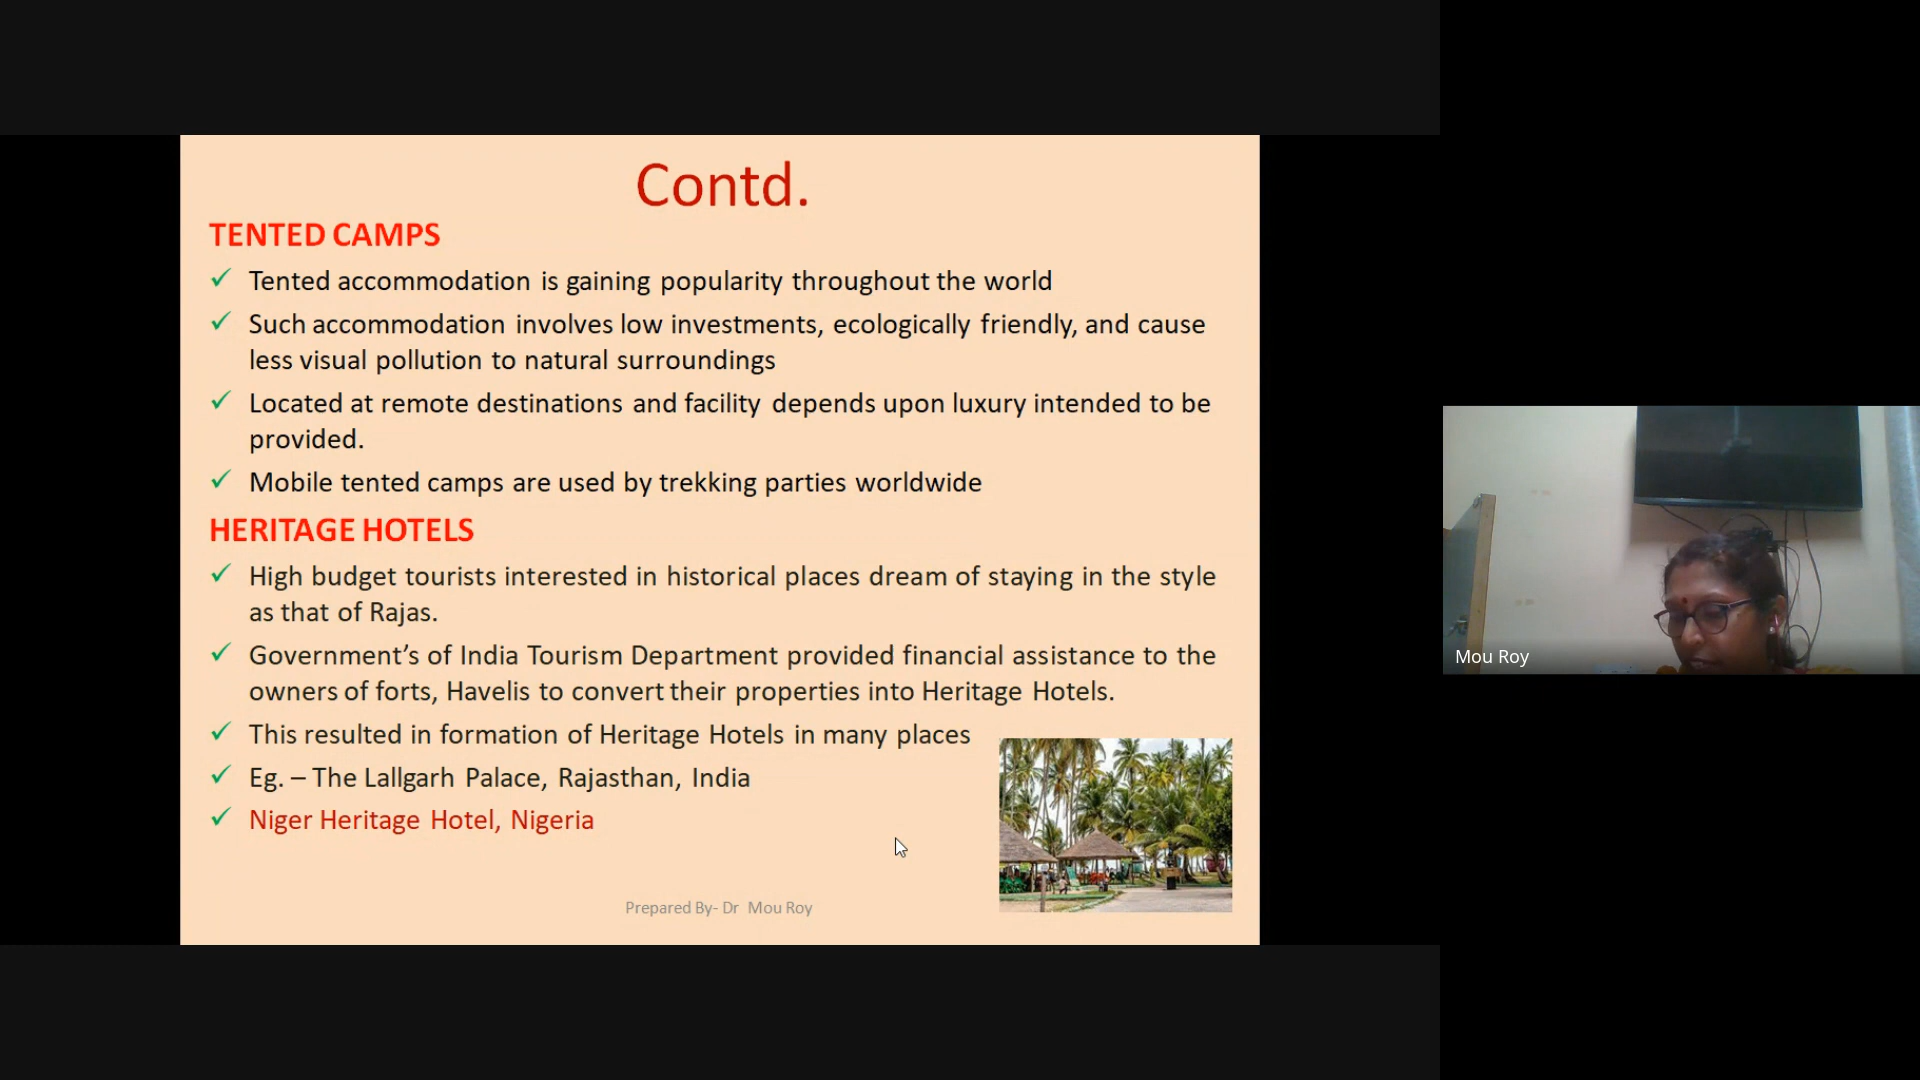 Contd.
TENTED CAMPS
✓ Tented accommodation is gaining popularity throughout the world
✓ Such accommodation involves low investments, ecologically friendly, and cause
less visual pollution to natural surroundings
✓ Located at remote destinations and facility depends upon luxury intended to be
provided.
✓ Mobile tented camps are used by trekking parties worldwide
HERITAGE HOTELS
✓ High budget tourists interested in historical places dream of staying in the style
as that of Rajas.
✓ Government’s of India Tourism Department provided financial assistance to the
owners of forts, Havelis to convert their properties into Heritage Hotels.
✓ This resulted in formation of Heritage Hotels in many places
✓ Eg. – The Lallgarh Palace, Rajasthan, India
✓ Niger Heritage Hotel, Nigeria
Prepared By- Dr Mou Roy
Mou Roy